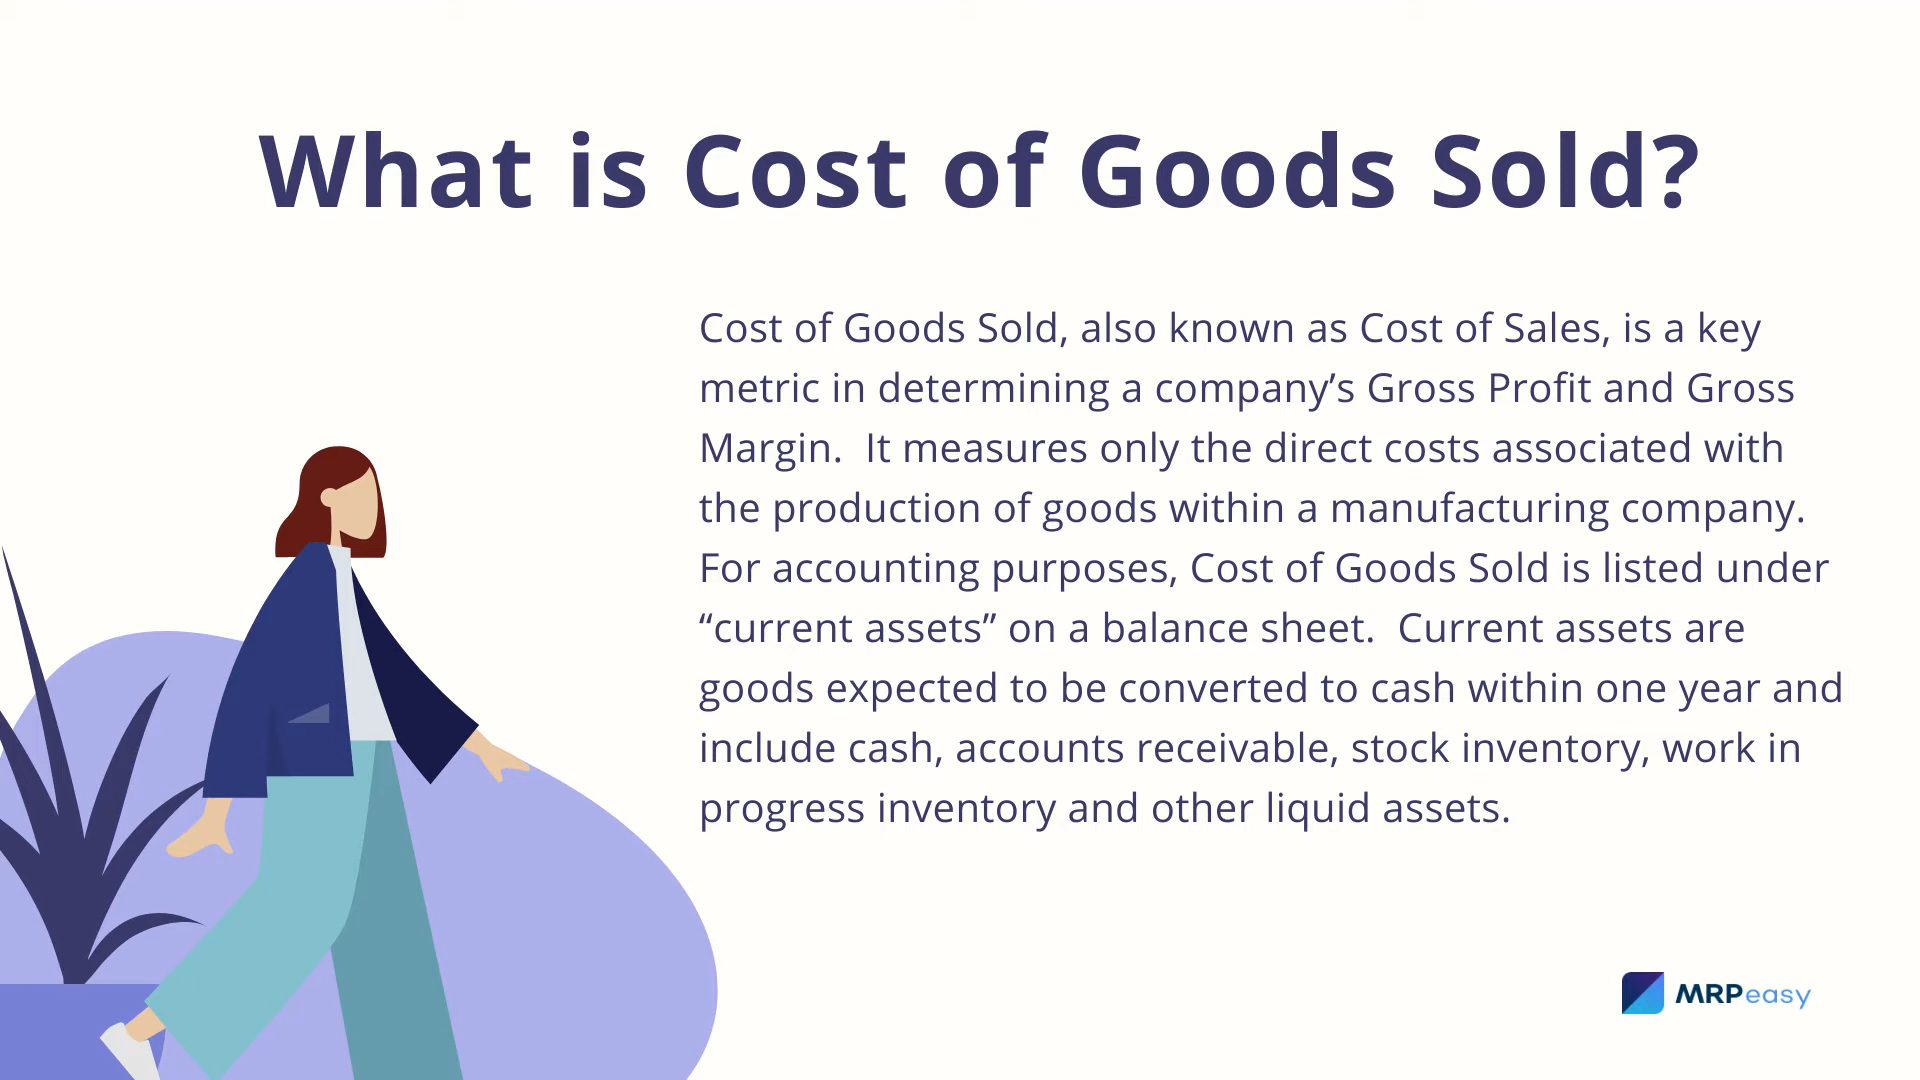 What is Cost of Goods Sold?
Cost of Goods Sold, also known as Cost of Sales, is a key
metric in determining a company’s Gross Profit and Gross
Margin.  It measures only the direct costs associated with
the production of goods within a manufacturing company.
For accounting purposes, Cost of Goods Sold is listed under
“current assets” on a balance sheet.  Current assets are
goods expected to be converted to cash within one year and
include cash, accounts receivable, stock inventory, work in
progress inventory and other liquid assets.
MRPeasy